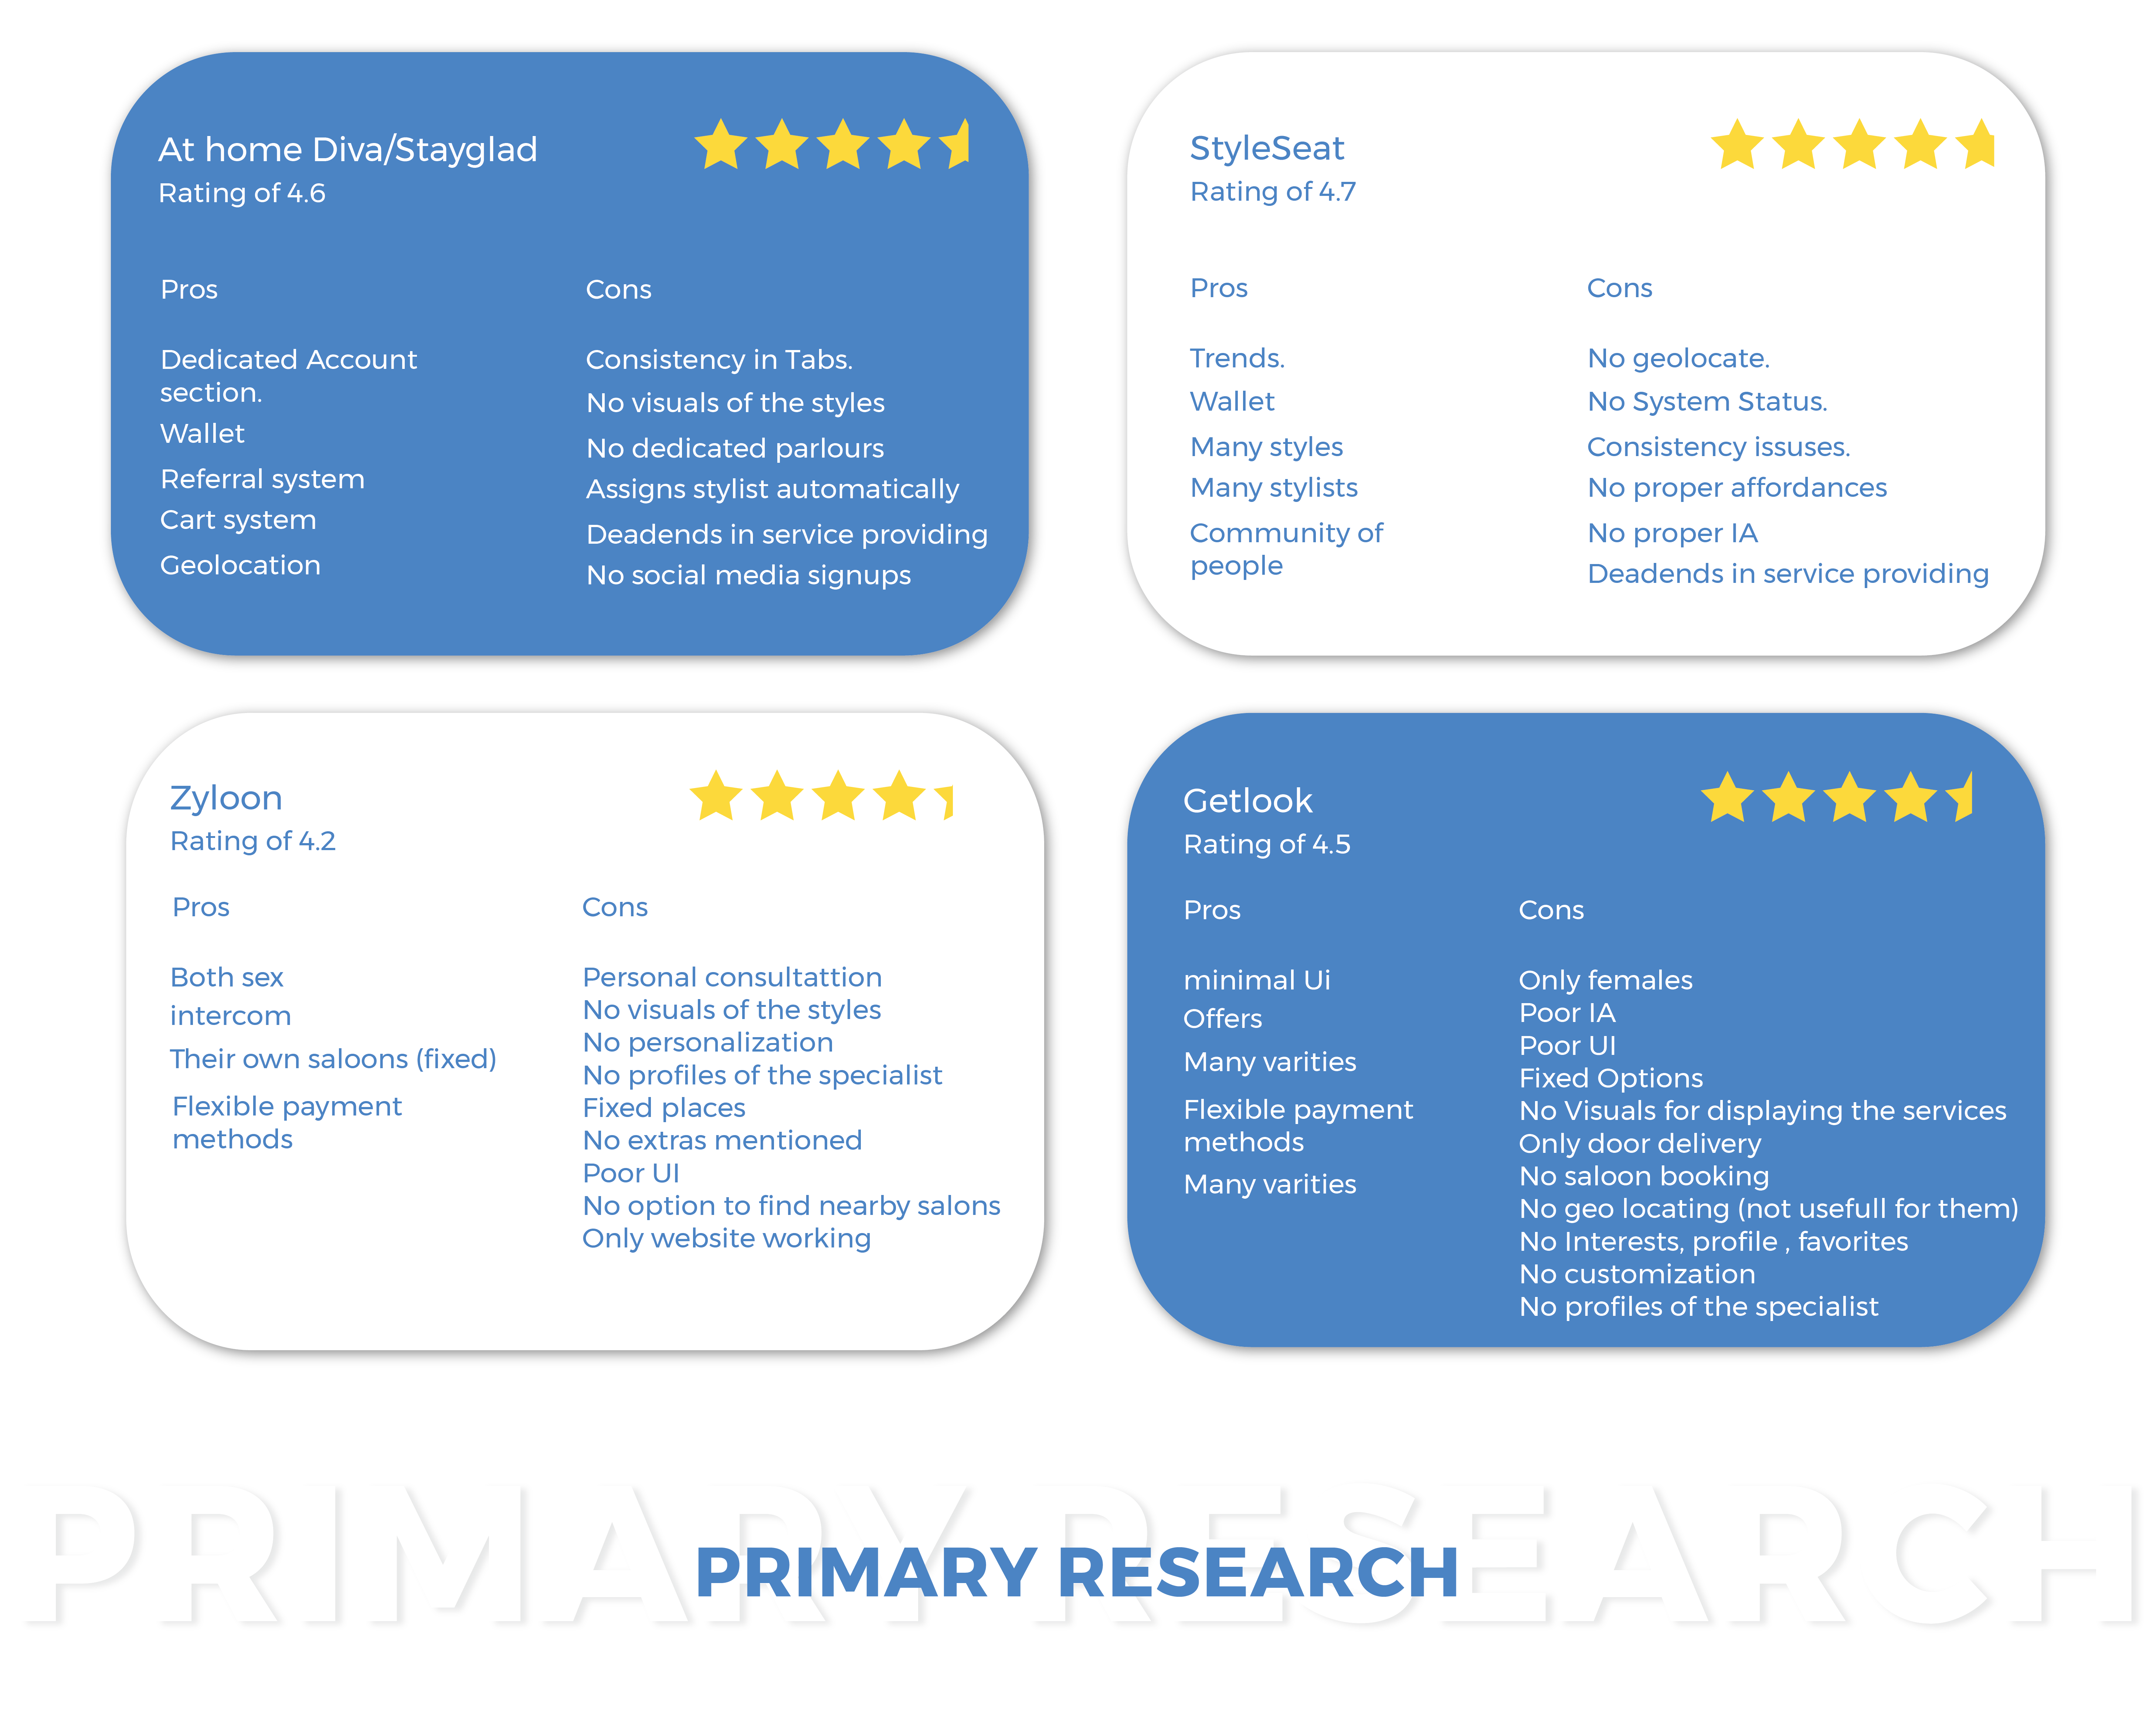 At home Diva/Stayglad
Rating of 4.6
Pros
Dedicated Account
section.
Wallet
Referral system
Cart system
Geolocation
Cons
Consistency in Tabs.
No visuals of the styles
No dedicated parlours
Assigns stylist automatically
Deadends in service providing
No social media signups
StyleSeat
Rating of 4.7
Pros
Trends.
Wallet
Many styles
Many stylists
Community of
people
Cons
No geolocate.
No System Status.
Consistency issuses.
No proper affordances
No proper IA
Deadends in service providing
Zyloon
Rating of 4.2
Pros
Both sex
intercom
Their own saloons (fixed)
Flexible payment
methods
Cons
Personal consultattion
No visuals of the styles
No personalization
No profiles of the specialist
Fixed places
No extras mentioned
Poor UI
No option to find nearby salons
Only website working
Getlook
Rating of 4.5
Pros
minimal Ui
Offers
Many varities
Flexible payment
methods
Many varities
Cons
Only females
Poor IA
Poor UI
Fixed Options
No Visuals for displaying the services
Only door delivery
No saloon booking
No geo locating (not usefull for them)
No Interests, profile , favorites
No customization
No profiles of the specialist
PRIMARY RESEARCH
PRIMARY RESEARCH